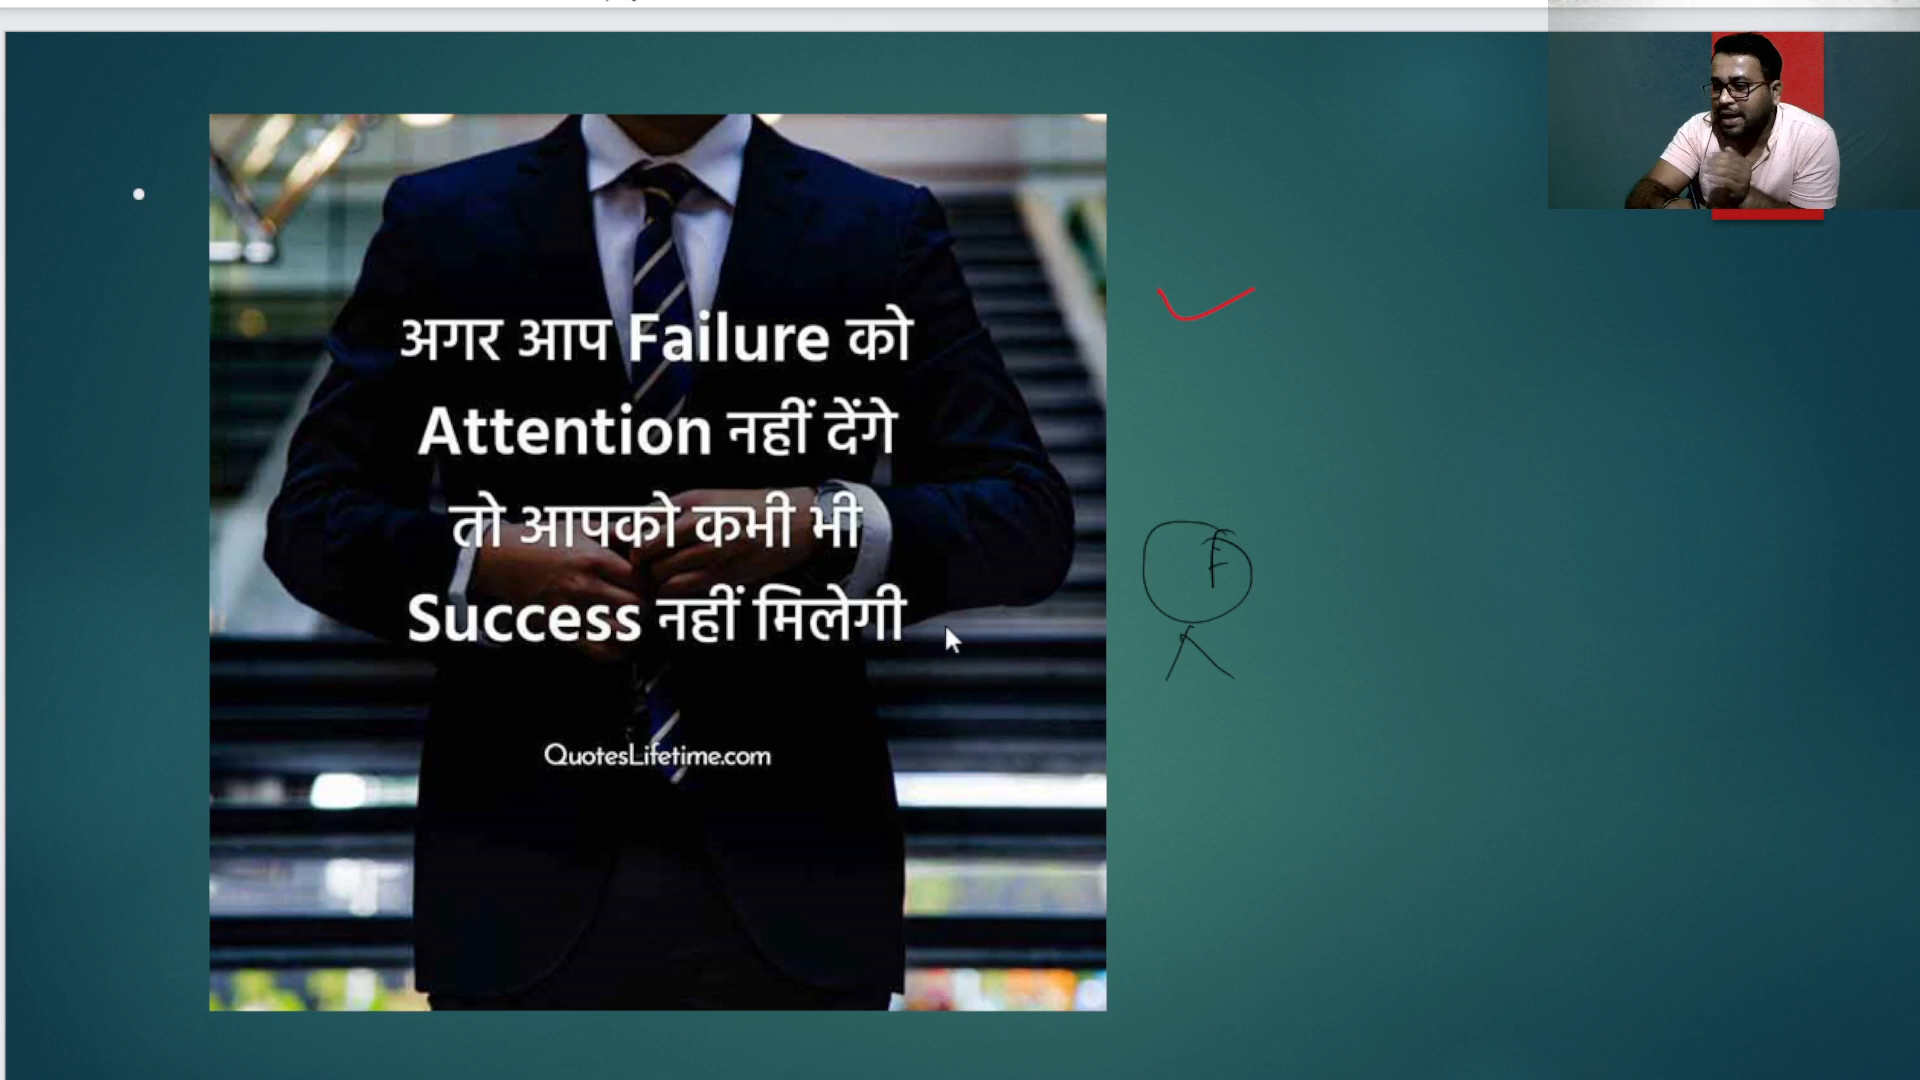 अगर आप Failure को
Attention नहीं देंगे
तो आपको कभी भी
Success नहीं मिलेगी
QuotesLifetime.com
F